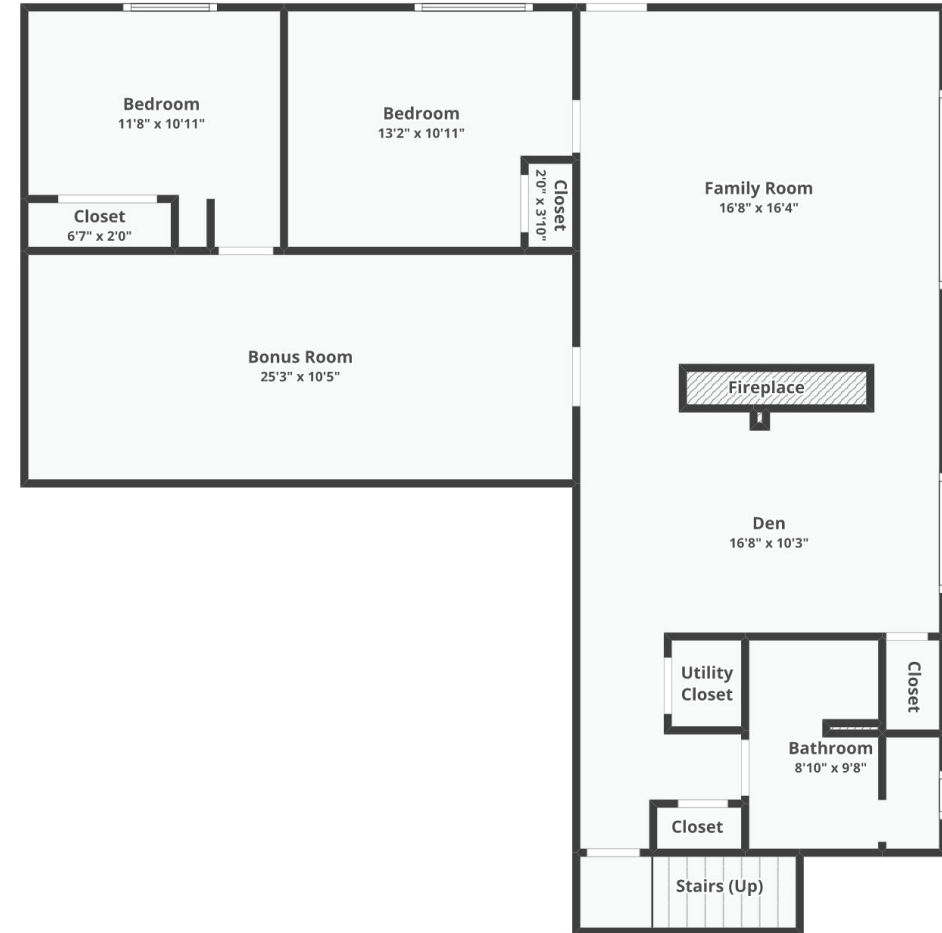 Bedroom
11'8" x 10'11"
Bedroom
13'2" x 10'11"
Closet
2'0" x 3'10"
Family Room
16'8" x 16'4"
Closet
6'7" x 2'0"
Bonus Room
25'3" x 10'5"
Fireplace
Den
16'8" x 10'3"
Utility
Closet
Closet
Bathroom
8'10" x 9'8"
Closet
Stairs (Up)